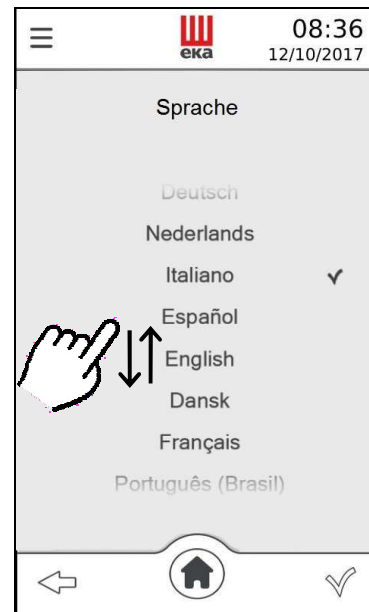 eka
08:36
12/10/2017
Sprache
Deutsch
Nederlands
Italiano
Español
English
Dansk
Français
Português (Brasil)